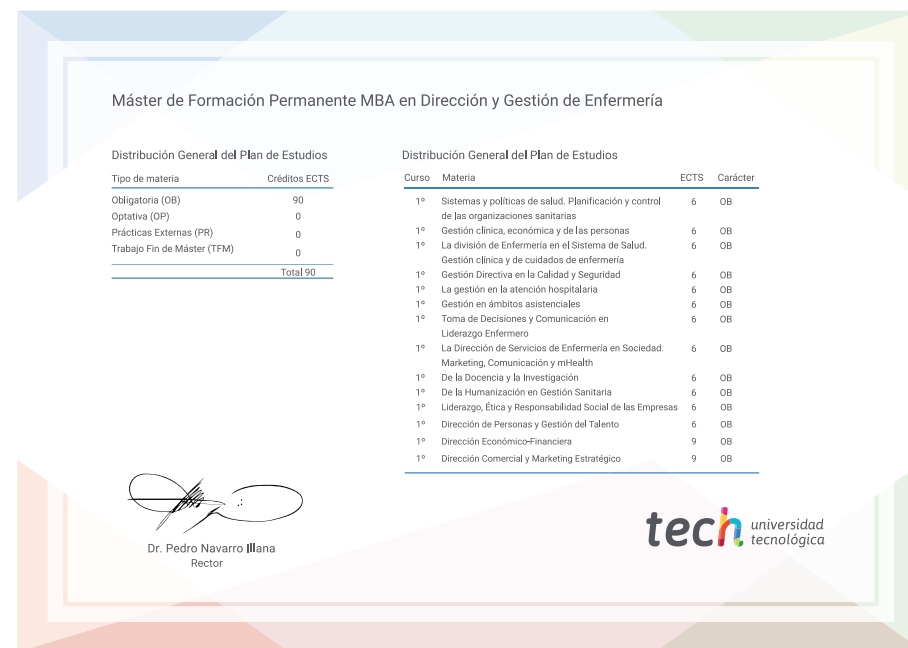 Máster de Formación Permanente MBA en Dirección y Gestión de Enfermería
Distribución General del Plan de Estudios
Tipo de materia Créditos ECTS
Obligatoria (OB) 90
Optativa (OP) 0
Prácticas Externas (PR) 0
Trabajo Fin de Máster (TFM) 0
Total 90
Distribución General del Plan de Estudios
Curso Materia ECTS Carácter
1º Sistemas y políticas de salud. Planificación y control 6 OB
de las organizaciones sanitarias
1º Gestión clínica, económica y de las personas 6 OB
1º La división de Enfermería en el Sistema de Salud. 6 OB
Gestión clínica y de cuidados de enfermería
1º Gestión Directiva en la Calidad y Seguridad 6 OB
1º La gestión en la atención hospitalaria 6 OB
1º Gestión en ámbitos asistenciales 6 OB
1º Toma de Decisiones y Comunicación en 6 OB
Liderazgo Enfermero
1º La Dirección de Servicios de Enfermería en Sociedad. 6 OB
Marketing, Comunicación y mHealth
1º De la Docencia y la Investigación 6 OB
1º De la Humanización en Gestión Sanitaria 6 OB
1º Liderazgo, Ética y Responsabilidad Social de las Empresas 6 OB
1º Dirección de Personas y Gestión del Talento 6 OB
1º Dirección Económico-Financiera 9 OB
1º Dirección Comercial y Marketing Estratégico 9 OB
Dr. Pedro Navarro Illana
Rector
tech universidad
tecnológica